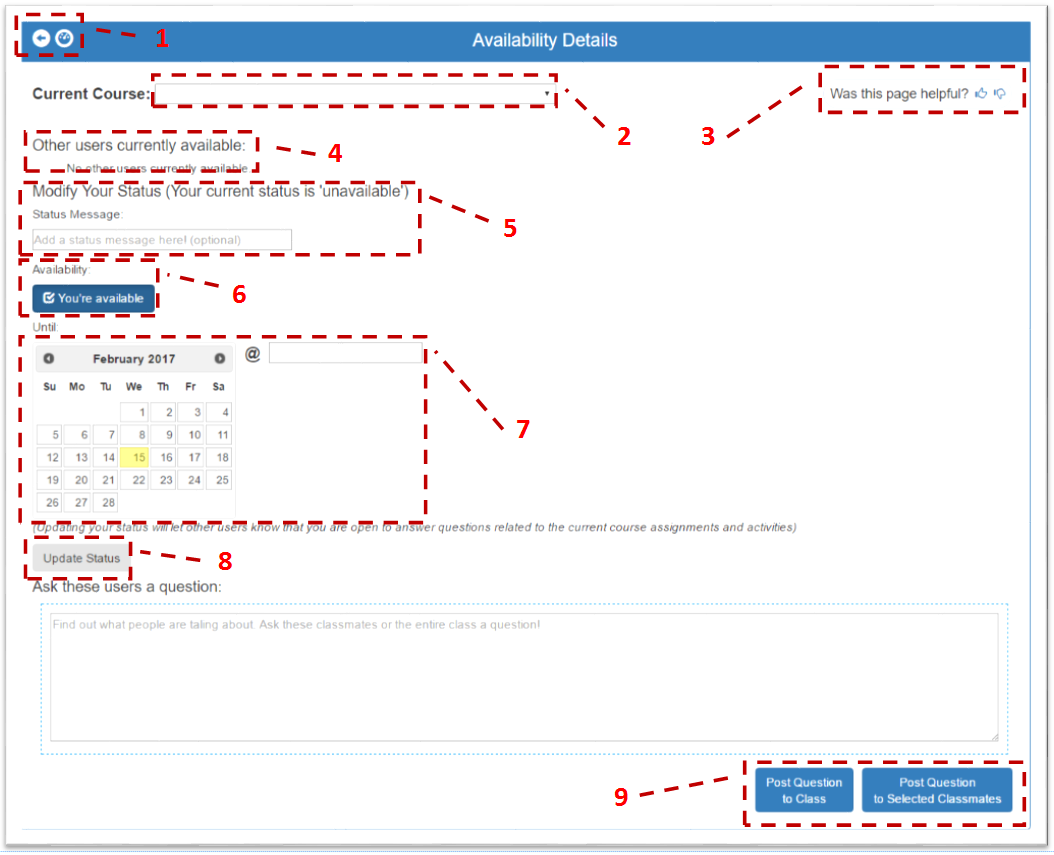 1
Availability Details
Current Course:
2
Was this page helpful?
3
Other users currently available:
No other users currently available
4
Modify Your Status (Your current status is 'unavailable')
Status Message:
Add a status message here! (optional)
5
Availability:
You're available
6
Until:
February 2017
@
Su Mo Tu We Th Fr Sa
1 2 3 4
5 6 7 8 9 10 11
12 13 14 15 16 17 18
19 20 21 22 23 24 25
26 27 28
7
(Updating your status will let other users know that you are open to answer questions related to the current course assignments and activities)
Update Status
8
Ask these users a question:
Find out what people are taling about. Ask these classmates or the entire class a question!
9
Post Question
to Class
Post Question
to Selected Classmates